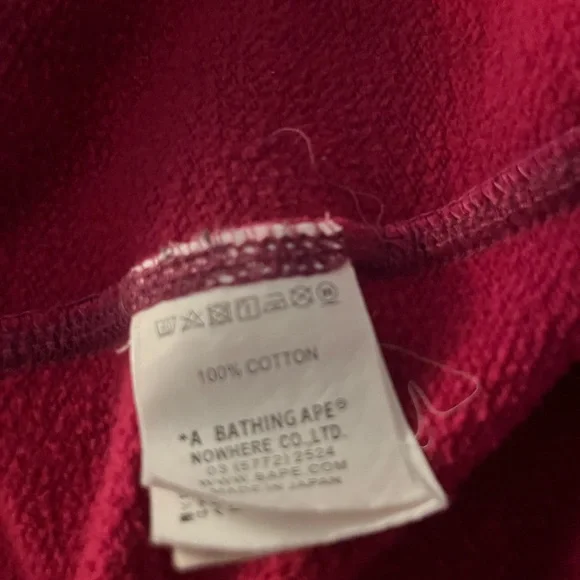 100% COTTON
*A BATHING APE®
NOWHERE CO.,LTD.
03 (5772) 2524
WWW.BAPE.COM
MADE IN JAPAN